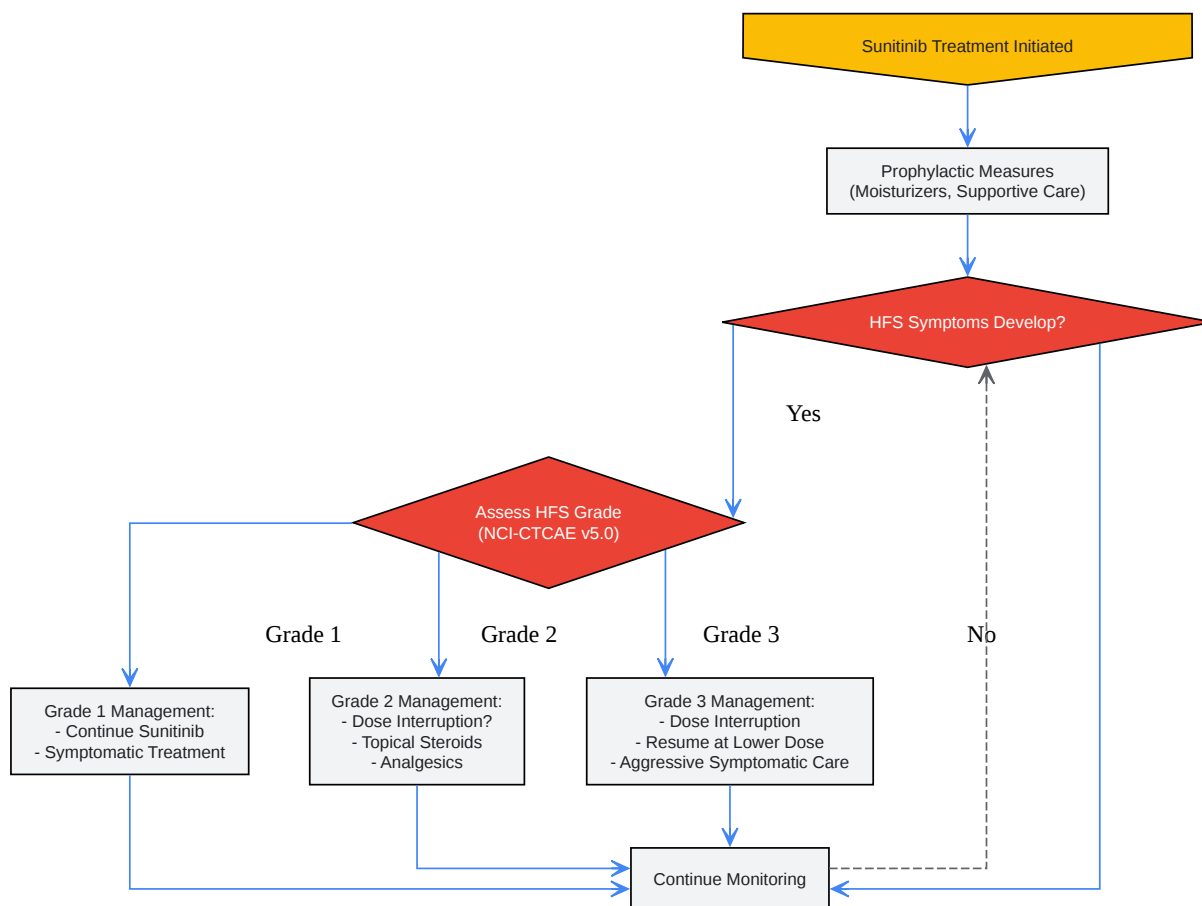 Sunitinib Treatment Initiated
Prophylactic Measures
(Moisturizers, Supportive Care)
HFS Symptoms Develop?
Yes
Assess HFS Grade
(NCI-CTCAE v5.0)
Grade 1
Grade 2
Grade 3
No
Grade 1 Management:
- Continue Sunitinib
- Symptomatic Treatment
Grade 2 Management:
- Dose Interruption?
- Topical Steroids
- Analgesics
Grade 3 Management:
- Dose Interruption
- Resume at Lower Dose
- Aggressive Symptomatic Care
Continue Monitoring